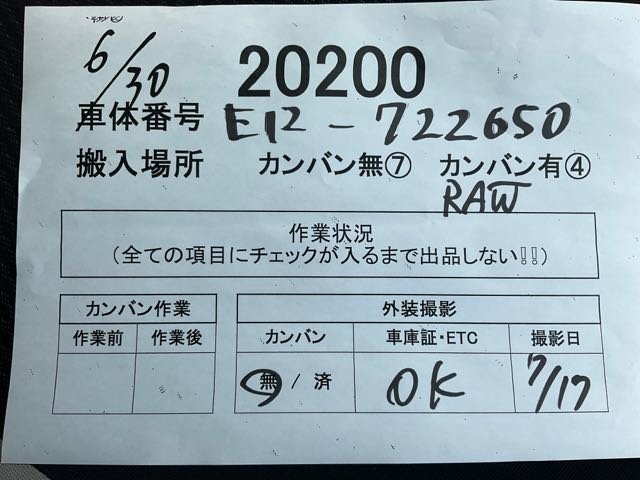 6/30
20200
車体番号 E12-722650
搬入場所 カンバン無⑦ カンバン有④
RAW
作業状況
(全ての項目にチェックが入るまで出品しない!!)
カンバン作業 外装撮影
作業前 作業後 カンバン 車庫証・ETC 撮影日
無 / 済 OK 7/17